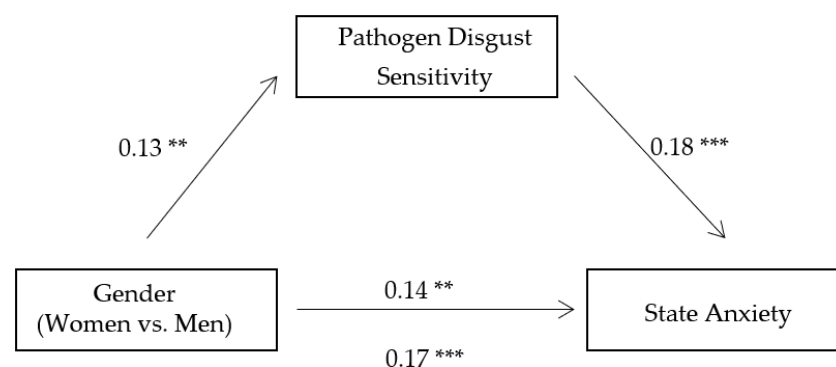 Pathogen Disgust
Sensitivity
0.13 **
0.18 ***
Gender
(Women vs. Men)
0.14 **
0.17 ***
State Anxiety